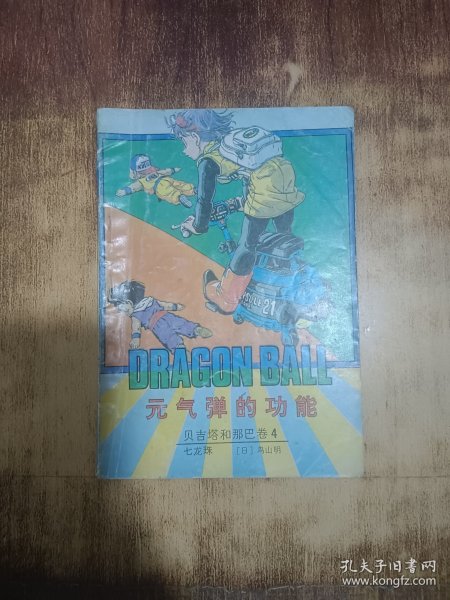 DRAGON BALL
元气弹的功能
贝吉塔和那巴卷4
七龙珠 [日]鸟山明
21
孔夫子旧书网
www.kongfz.com